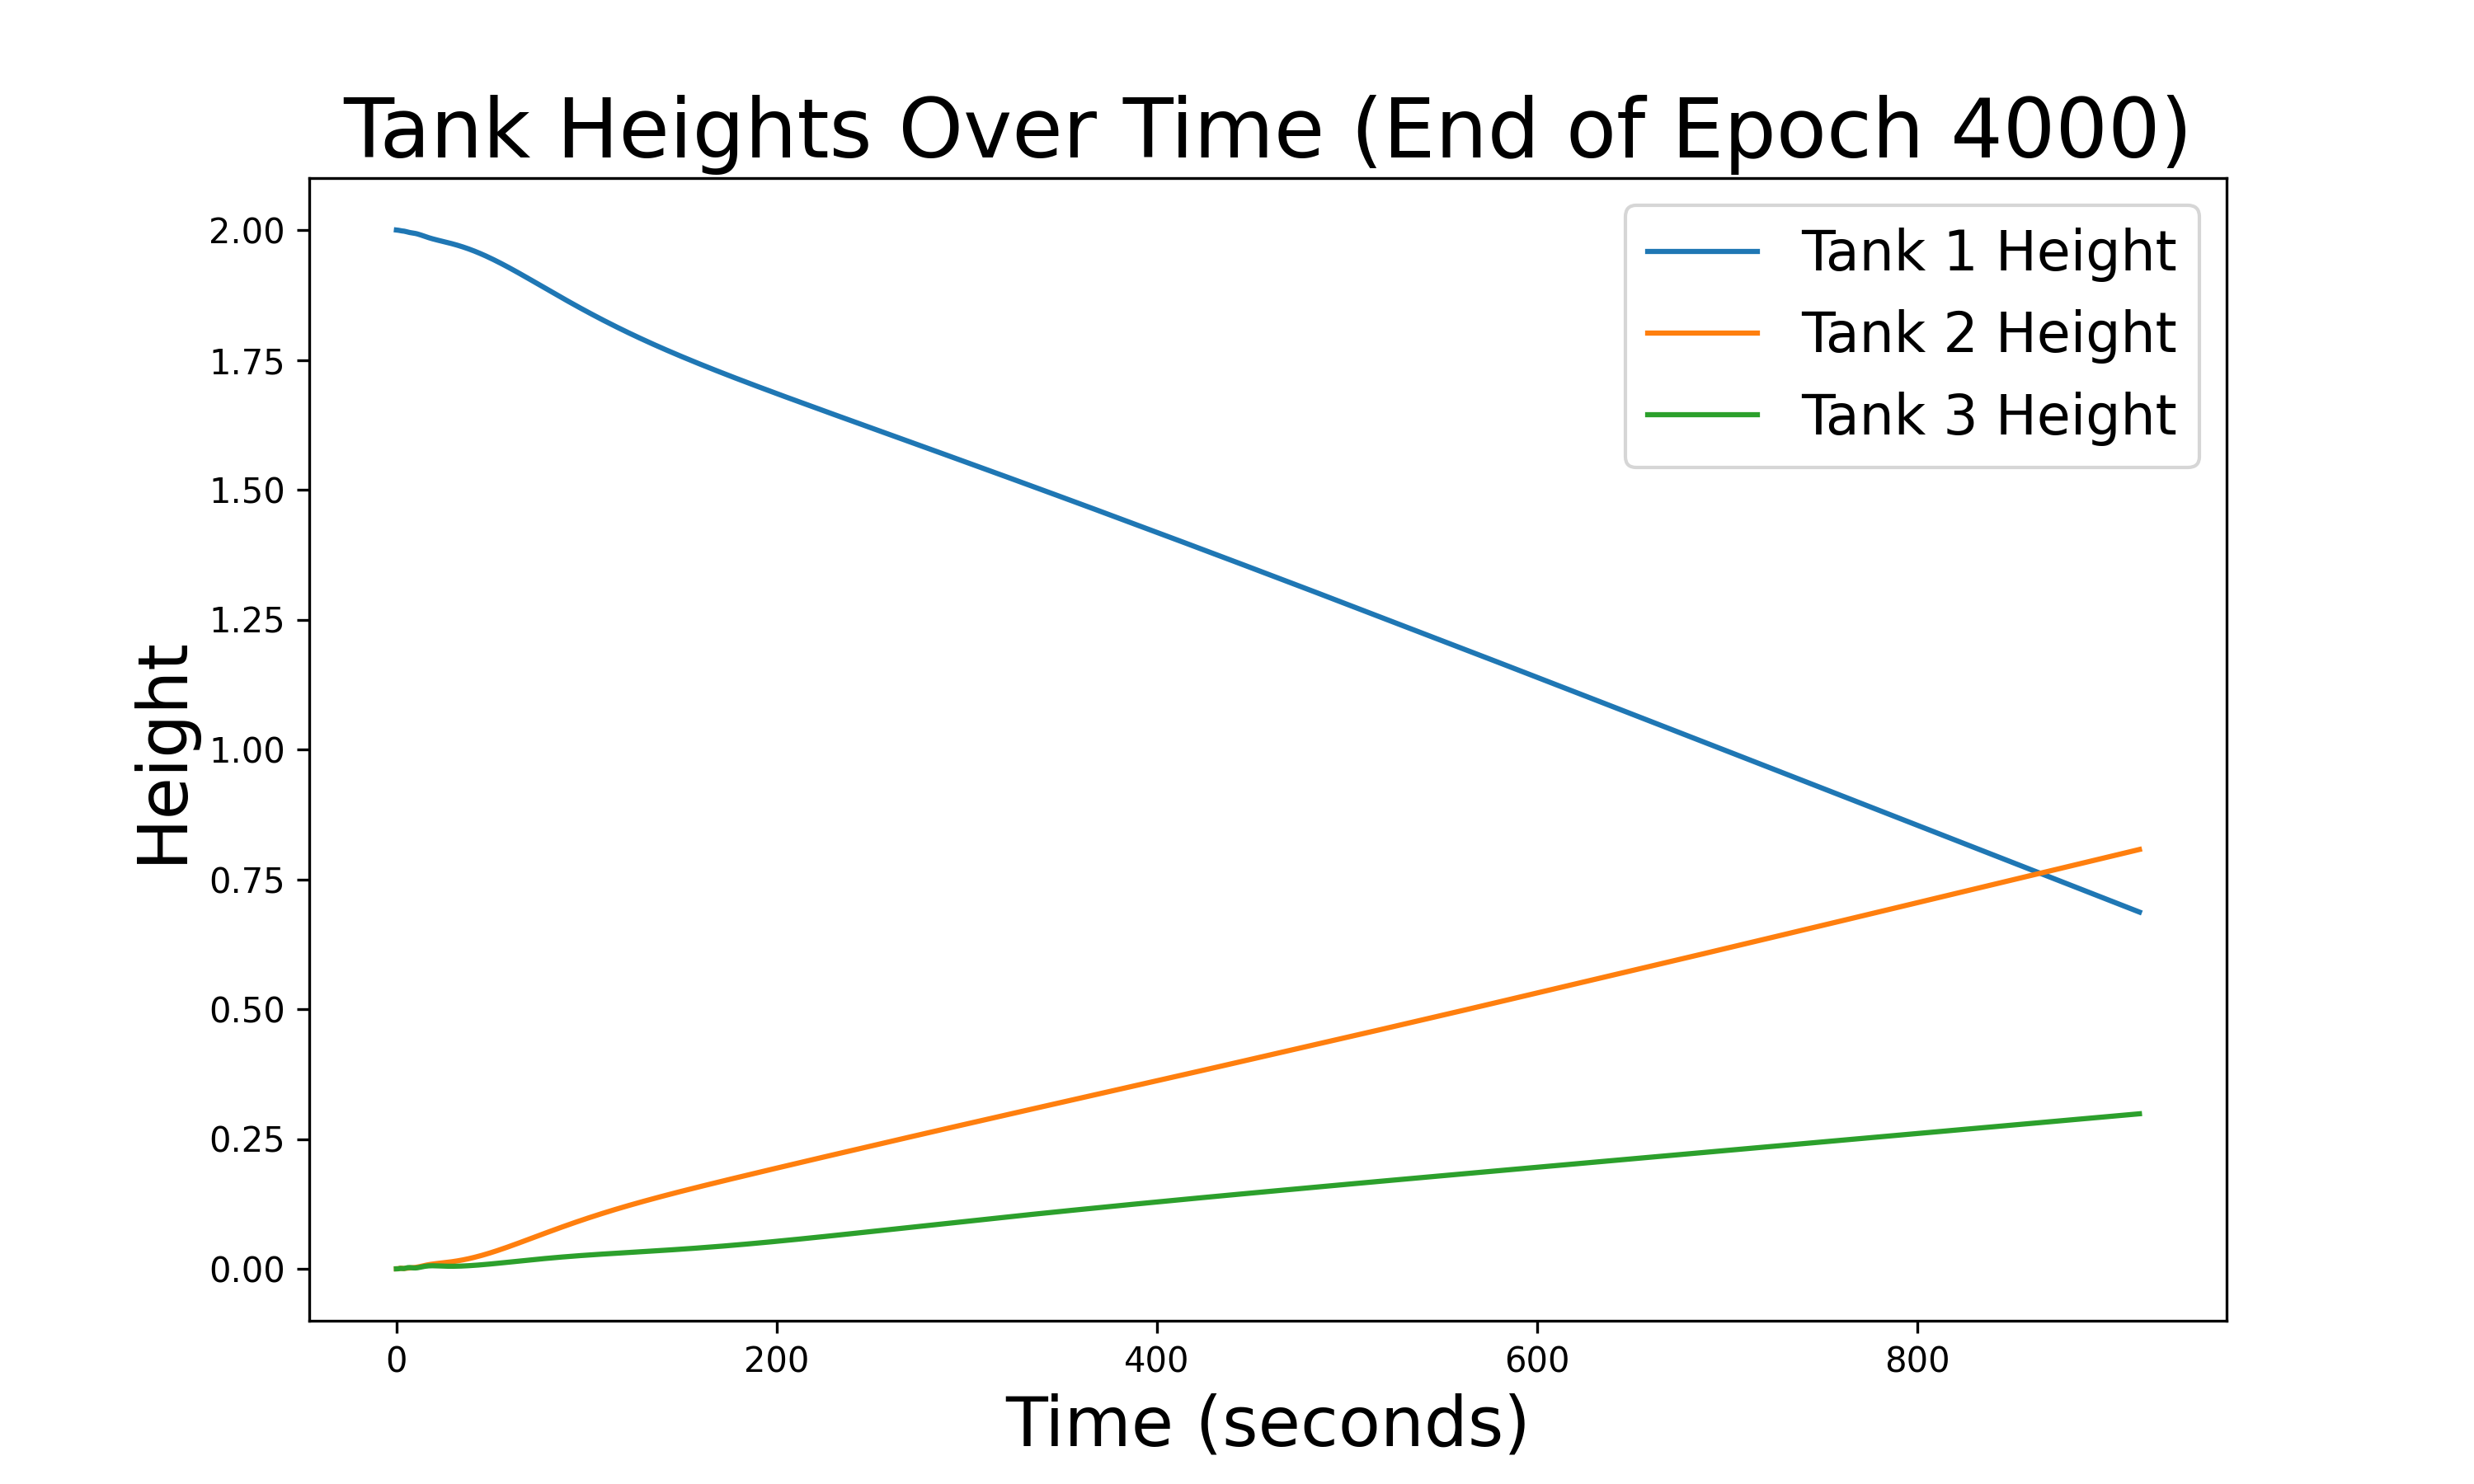 Tank Heights Over Time (End of Epoch 4000)
Tank 1 Height
Tank 2 Height
Tank 3 Height
Height
2.00
1.75
1.50
1.25
1.00
0.75
0.50
0.25
0.00
0 200 400 600 800
Time (seconds)